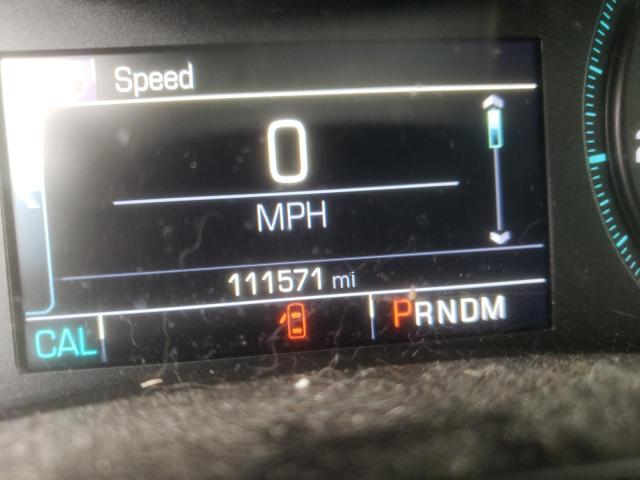 Speed
0
MPH
111571 mi
CAL
PRNDM